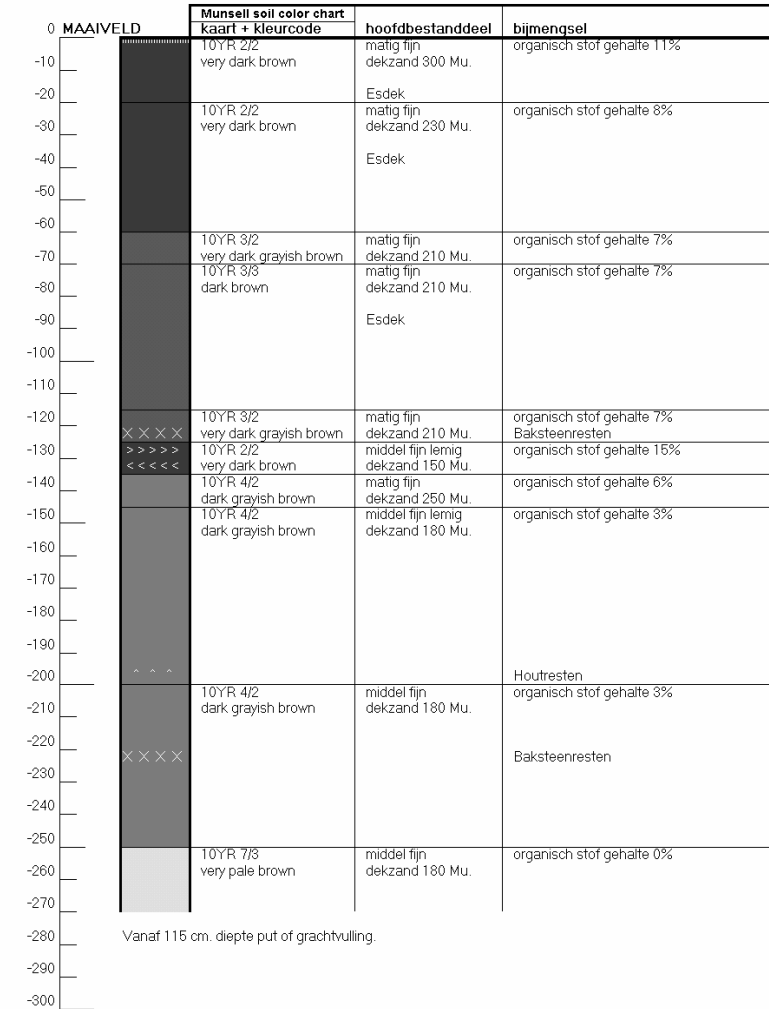 Munsell soil color chart
0 MAAIVELD kaart + kleurcode hoofdbestanddeel bijmengsel
10YR 2/2 matig fijn organisch stof gehalte 11%
-10 very dark brown dekzand 300 Mu.
-20 Esdek
10YR 2/2 matig fijn organisch stof gehalte 8%
-30 very dark brown dekzand 230 Mu.
-40 Esdek
-50
-60
10YR 3/2 matig fijn organisch stof gehalte 7%
-70 very dark grayish brown dekzand 210 Mu.
10YR 3/3 matig fijn organisch stof gehalte 7%
-80 dark brown dekzand 210 Mu.
-90 Esdek
-100
-110
-120 10YR 3/2 matig fijn organisch stof gehalte 7%
X X X X very dark grayish brown dekzand 210 Mu. Baksteenresten
-130 > > > > > 10YR 2/2 middel fijn lemig organisch stof gehalte 15%
< < < < < very dark brown dekzand 150 Mu.
-140 10YR 4/2 matig fijn organisch stof gehalte 6%
dark grayish brown dekzand 250 Mu.
-150 10YR 4/2 middel fijn lemig organisch stof gehalte 3%
dark grayish brown dekzand 180 Mu.
-160
-170
-180
-190
^ ^ ^
-200 Houtresten
10YR 4/2 middel fijn organisch stof gehalte 3%
-210 dark grayish brown dekzand 180 Mu.
-220
X X X X Baksteenresten
-230
-240
-250
10YR 7/3 middel fijn organisch stof gehalte 0%
-260 very pale brown dekzand 180 Mu.
-270
-280 Vanaf 115 cm. diepte put of grachtvulling.
-290
-300